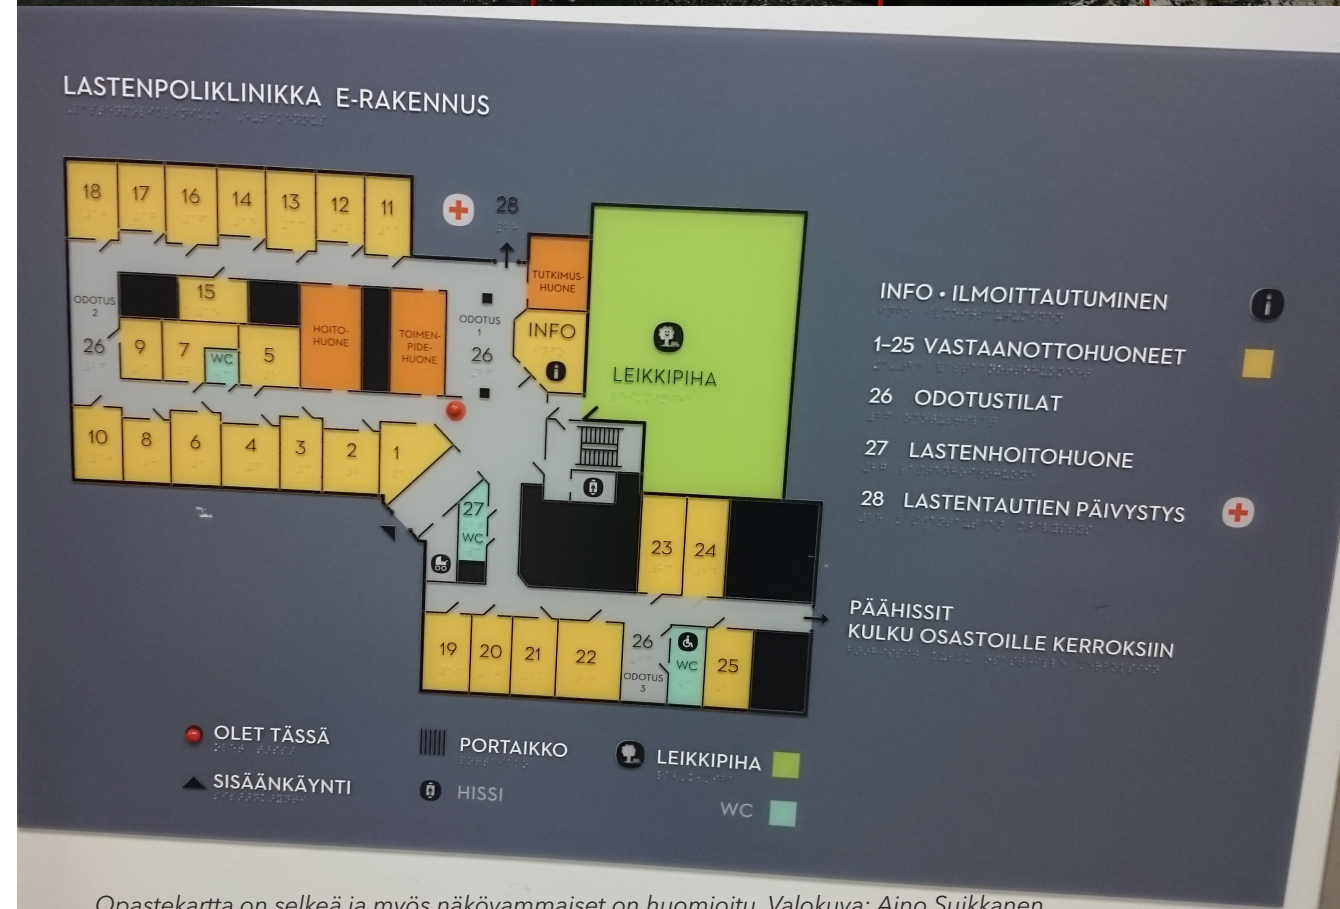 LASTENPOLIKLINIKKA E-RAKENNUS
18 17 16 14 13 12 11
28
TUTKIMUS-
HUONE
15
ODOTUS
2
26
9 7 WC 5
HOITO-
HUONE
TOIMEN-
PIDE-
HUONE
ODOTUS
1
26
INFO
i
LEIKKIPIHA
10 8 6 4 3 2 1
27
WC
23 24
19 20 21 22
26
ODOTUS
3
WC
25
INFO • ILMOITTAUTUMINEN i
1–25 VASTAANOTTOHUONEET
26 ODOTUSTILAT
27 LASTENHOITOHUONE
28 LASTENTAUTIEN PÄIVYSTYS
PÄÄHISSIT
KULKU OSASTOILLE KERROKSIIN
OLET TÄSSÄ
SISÄÄNKÄYNTI
PORTAIKKO
HISSI
LEIKKIPIHA
WC
Opastekartta on selkeä ja myös näkövammaiset on huomioitu. Valokuva: Aino Suikkanen